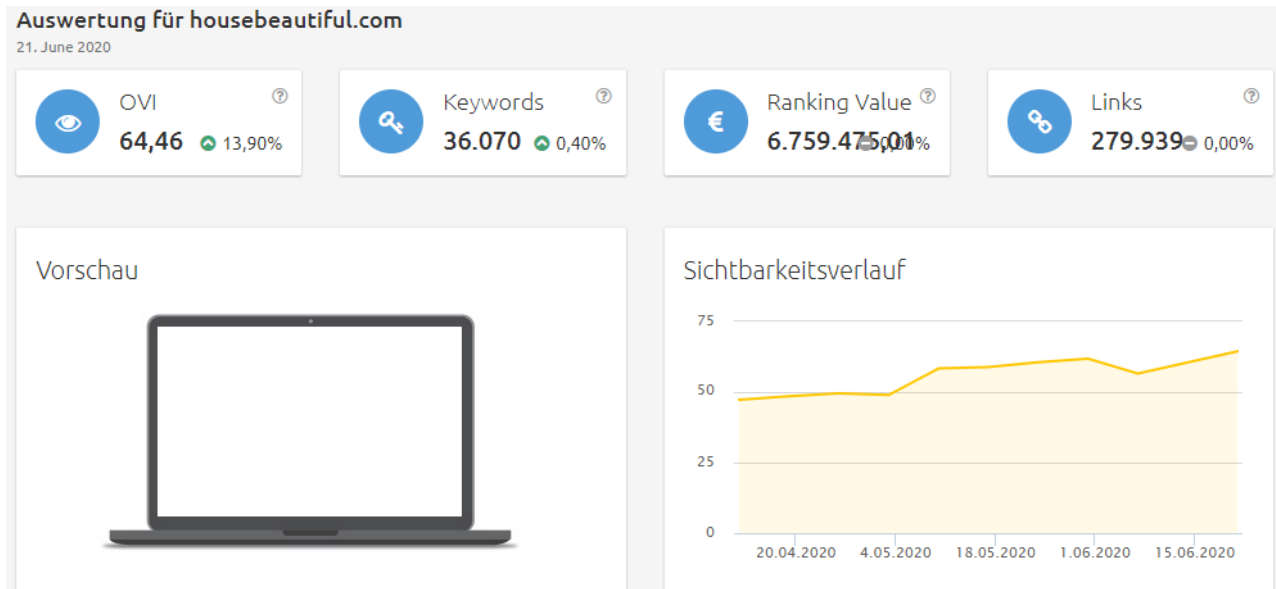 Auswertung für housebeautiful.com
21. June 2020
OVI
64,46 13,90%
Keywords
36.070 0,40%
Ranking Value
6.759.475,01 0,00%
Links
279.939 0,00%
Vorschau
Sichtbarkeitsverlauf
75
50
25
0
20.04.2020 4.05.2020 18.05.2020 1.06.2020 15.06.2020